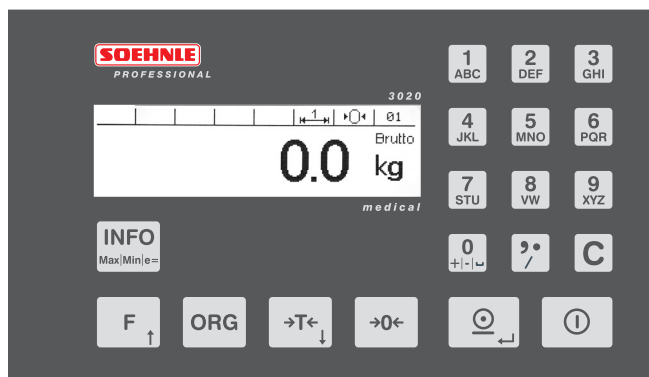 SOEHNLE
PROFESSIONAL
3020
1 01
Brutto
0.0 kg
medical
1
ABC
2
DEF
3
GHI
4
JKL
5
MNO
6
PQR
7
STU
8
VW
9
XYZ
INFO
Max|Min|e=
0
+|-|⎵
,•
/
C
F ↑
ORG
→T← ↓
→0←